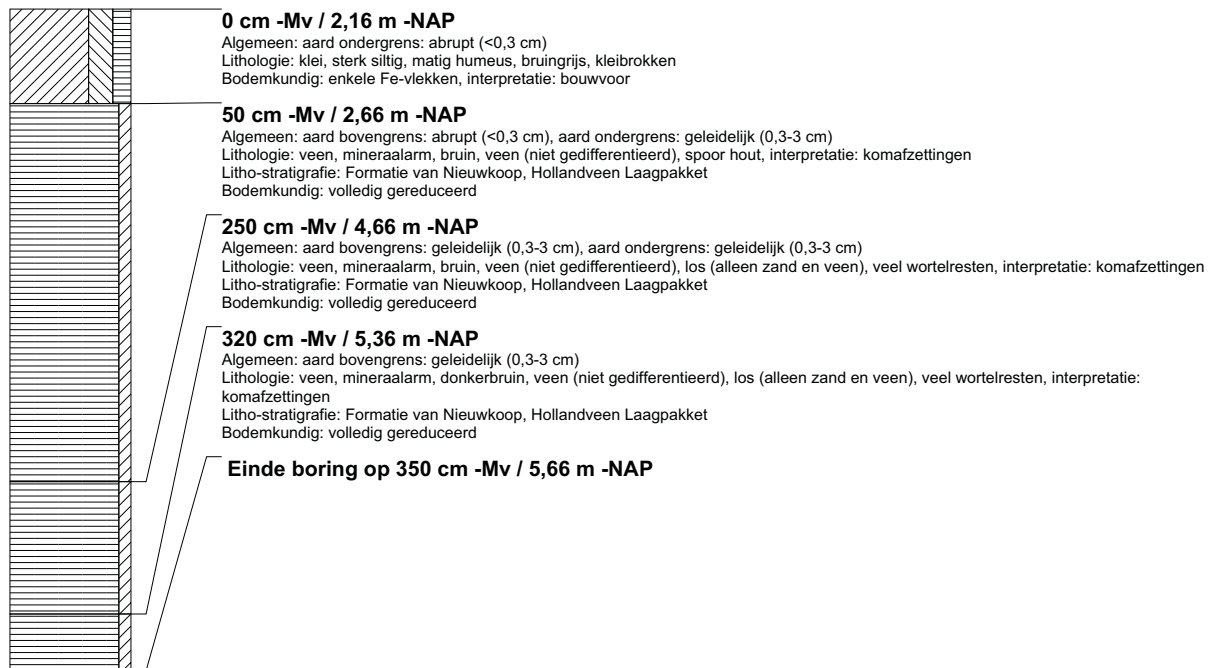 0 cm -Mv / 2,16 m -NAP
Algemeen: aard ondergrens: abrupt (<0,3 cm)
Lithologie: klei, sterk siltig, matig humeus, bruingrijs, kleibrokken
Bodemkundig: enkele Fe-vlekken, interpretatie: bouwvoor
50 cm -Mv / 2,66 m -NAP
Algemeen: aard bovengrens: abrupt (<0,3 cm), aard ondergrens: geleidelijk (0,3-3 cm)
Lithologie: veen, mineraalarm, bruin, veen (niet gedifferentieerd), spoor hout, interpretatie: komafzettingen
Litho-stratigrafie: Formatie van Nieuwkoop, Hollandveen Laagpakket
Bodemkundig: volledig gereduceerd
250 cm -Mv / 4,66 m -NAP
Algemeen: aard bovengrens: geleidelijk (0,3-3 cm), aard ondergrens: geleidelijk (0,3-3 cm)
Lithologie: veen, mineraalarm, bruin, veen (niet gedifferentieerd), los (alleen zand en veen), veel wortelresten, interpretatie: komafzettingen
Litho-stratigrafie: Formatie van Nieuwkoop, Hollandveen Laagpakket
Bodemkundig: volledig gereduceerd
320 cm -Mv / 5,36 m -NAP
Algemeen: aard bovengrens: geleidelijk (0,3-3 cm)
Lithologie: veen, mineraalarm, donkerbruin, veen (niet gedifferentieerd), los (alleen zand en veen), veel wortelresten, interpretatie:
komafzettingen
Litho-stratigrafie: Formatie van Nieuwkoop, Hollandveen Laagpakket
Bodemkundig: volledig gereduceerd
Einde boring op 350 cm -Mv / 5,66 m -NAP